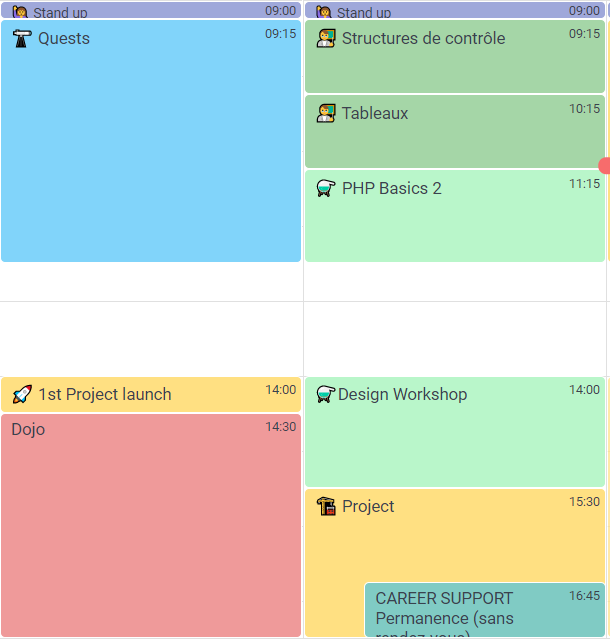 Stand up 09:00
Quests 09:15
1st Project launch 14:00
Dojo 14:30
Stand up 09:00
Structures de contrôle 09:15
Tableaux 10:15
PHP Basics 2 11:15
Design Workshop 14:00
Project 15:30
CAREER SUPPORT 16:45
Permanence (sans
rendez vous)